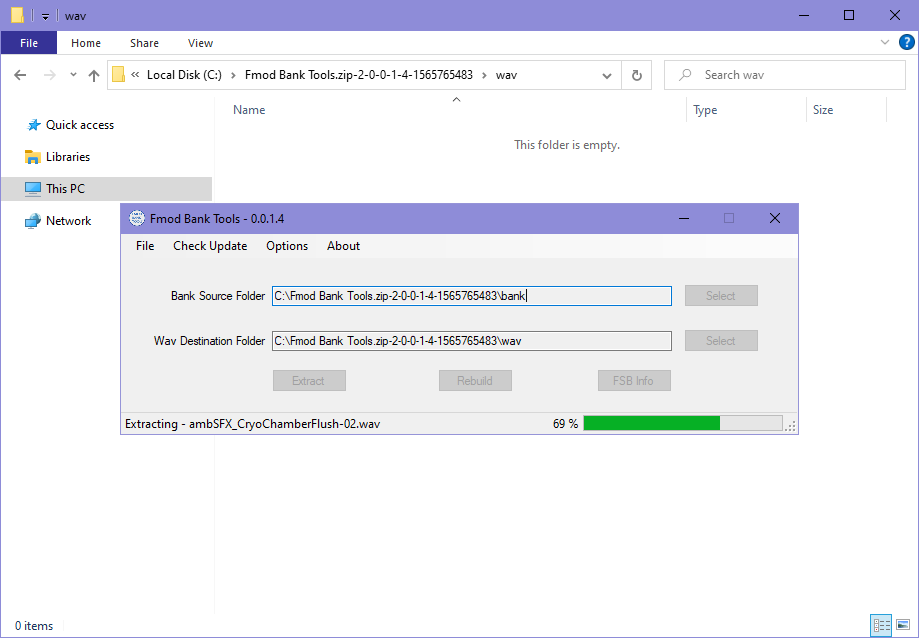 wav
File Home Share View ?
« Local Disk (C:) › Fmod Bank Tools.zip-2-0-0-1-4-1565765483 › wav Search wav
Name Type Size
This folder is empty.
Quick access
Libraries
This PC
Network
Fmod Bank Tools - 0.0.1.4
File Check Update Options About
Bank Source Folder C:\Fmod Bank Tools.zip-2-0-0-1-4-1565765483\bank Select
Wav Destination Folder C:\Fmod Bank Tools.zip-2-0-0-1-4-1565765483\wav Select
Extract Rebuild FSB Info
Extracting - ambSFX_CryoChamberFlush-02.wav 69 %
0 items